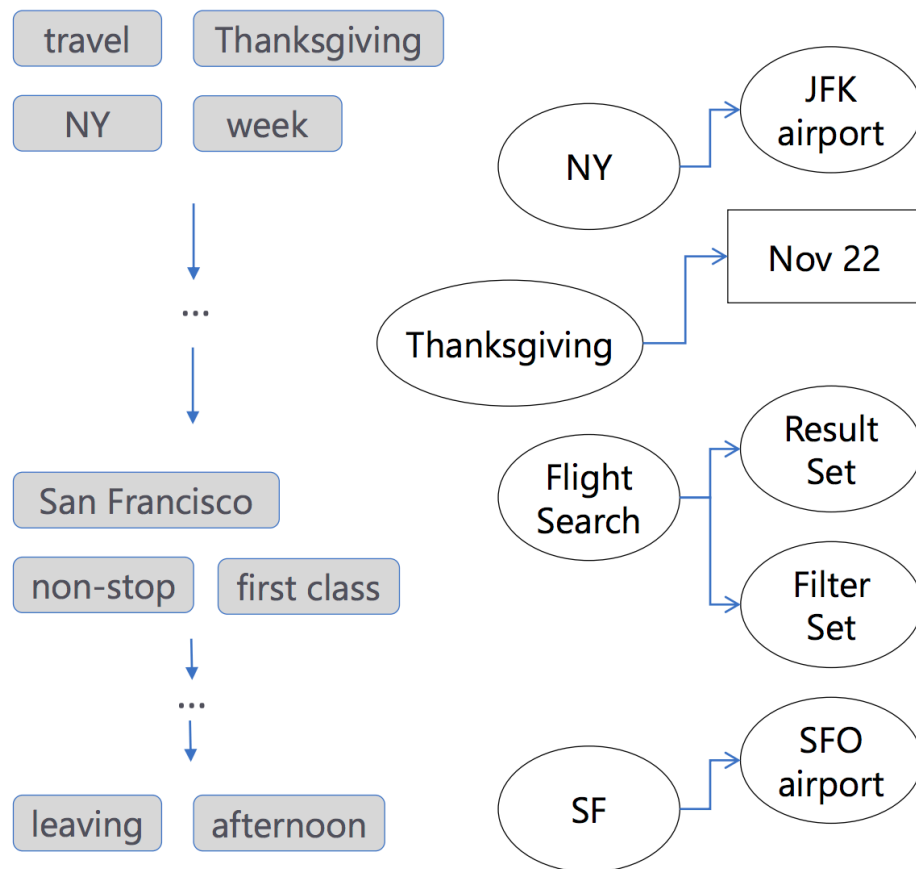 travel
Thanksgiving
NY
week
...
San Francisco
non-stop
first class
...
leaving
afternoon
NY
JFK
airport
Thanksgiving
Nov 22
Flight
Search
Result
Set
Filter
Set
SF
SFO
airport